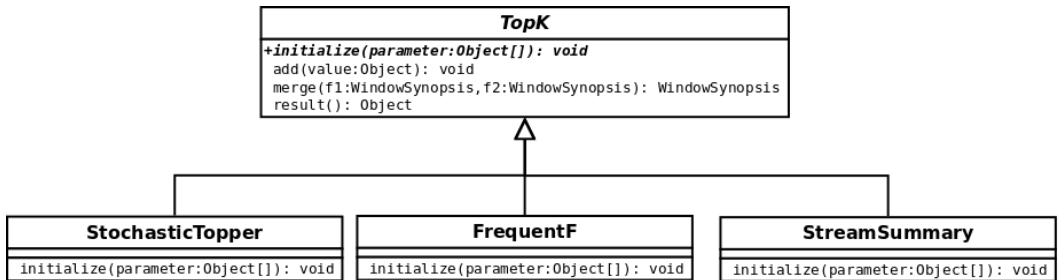 TopK
+initialize(parameter:Object[]): void
add(value:Object): void
merge(f1:WindowSynopsis,f2:WindowSynopsis): WindowSynopsis
result(): Object
StochasticTopper
initialize(parameter:Object[]): void
FrequentF
initialize(parameter:Object[]): void
StreamSummary
initialize(parameter:Object[]): void